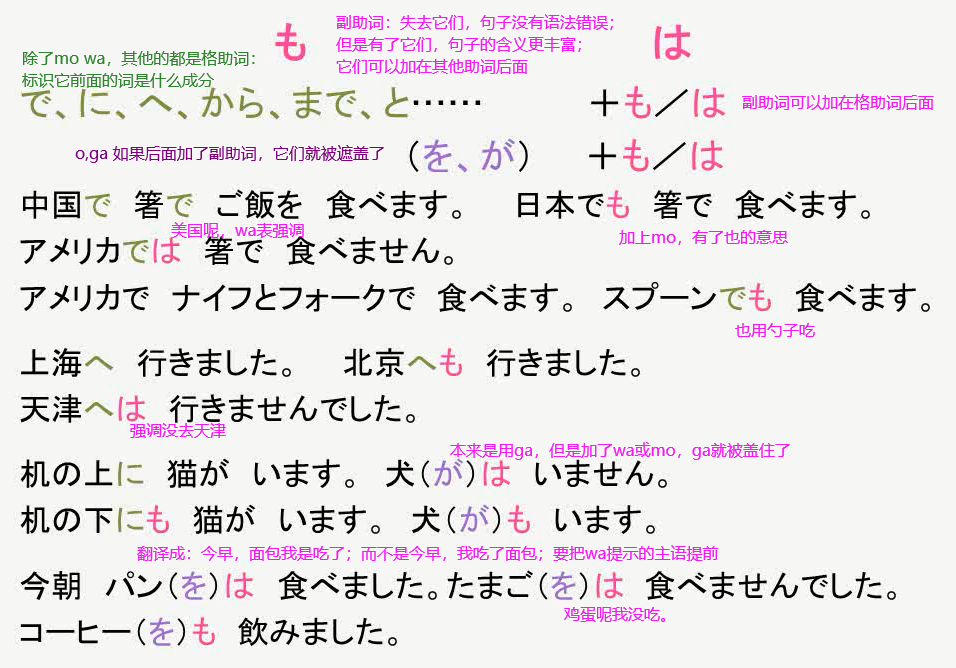 副助词：失去它们，句子没有语法错误；
も
は
但是有了它们，句子的含义更丰富；
除了mo wa，其他的都是格助词：
它们可以加在其他助词后面
标识它前面的词是什么成分
で、に、へ、から、まで、と…… ＋も／は 副助词可以加在格助词后面
o,ga 如果后面加了副助词，它们就被遮盖了 （を、が） ＋も／は
中国で 箸で ご飯を 食べます。 日本でも 箸で 食べます。
美国呢，wa表强调
加上mo，有了也的意思
アメリカでは 箸で 食べません。
アメリカで ナイフとフォークで 食べます。 スプーンでも 食べます。
也用勺子吃
上海へ 行きました。 北京へも 行きました。
天津へは 行きませんでした。
强调没去天津
本来是用ga，但是加了wa或mo，ga就被盖住了
机の上に 猫が います。 犬（が）は いません。
机の下にも 猫が います。 犬（が）も います。
翻译成：今早，面包我是吃了；而不是今早，我吃了面包；要把wa提示的主语提前
今朝 パン（を）は 食べました。たまご（を）は 食べませんでした。
鸡蛋呢我没吃。
コーヒー（を）も 飲みました。